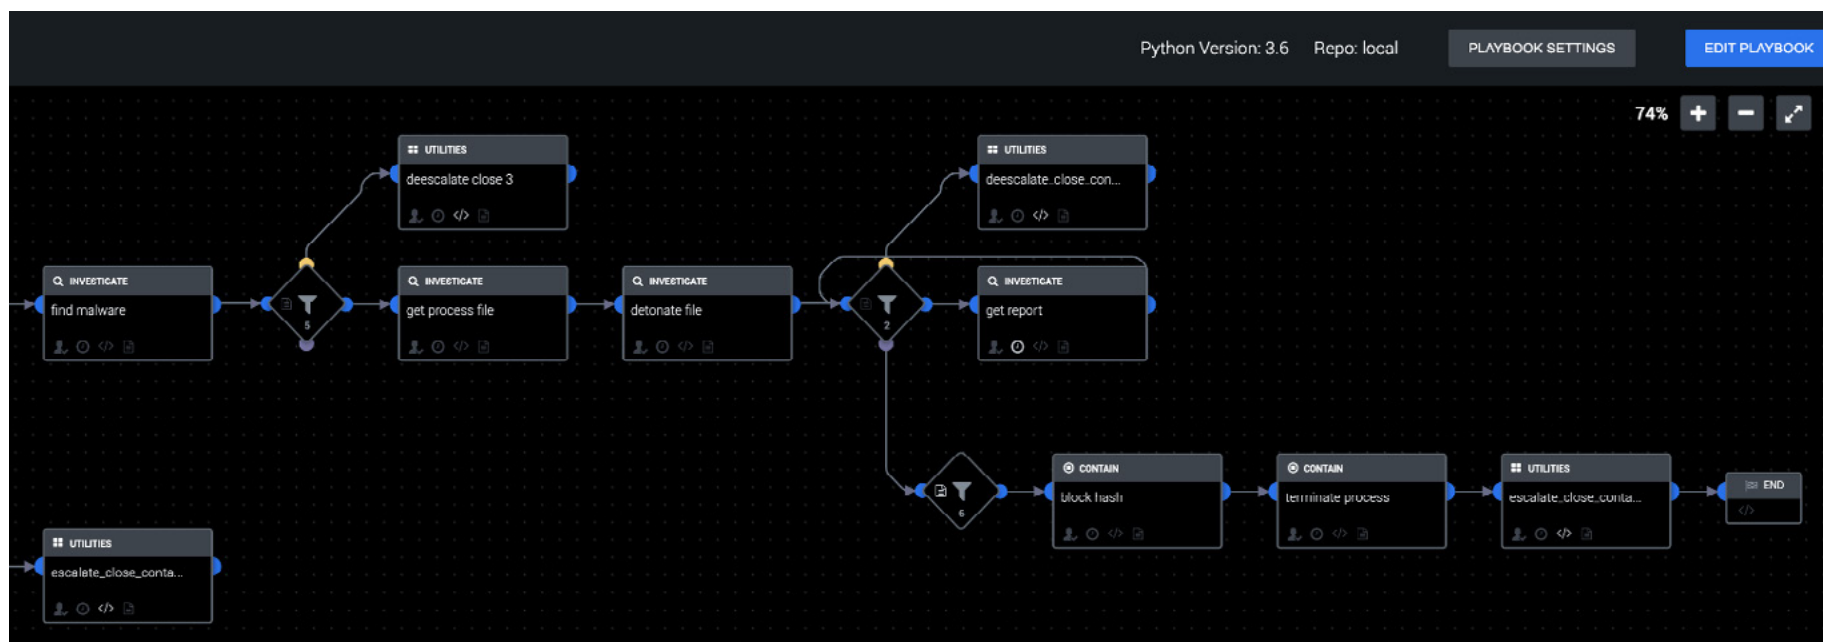 Python Version: 3.6 Repo: local PLAYBOOK SETTINGS EDIT PLAYBOOK
74%
UTILITIES
deescalate close 3
</>
UTILITIES
deescalate_close_con...
</>
INVESTIGATE
find malware
</>
5
INVESTIGATE
get process file
</>
INVESTIGATE
detonate file
</>
2
INVESTIGATE
get report
</>
6
CONTAIN
block hash
</>
CONTAIN
terminate process
</>
UTILITIES
escalate_close_conta...
</>
END
</>
UTILITIES
escalate_close_conta...
</>